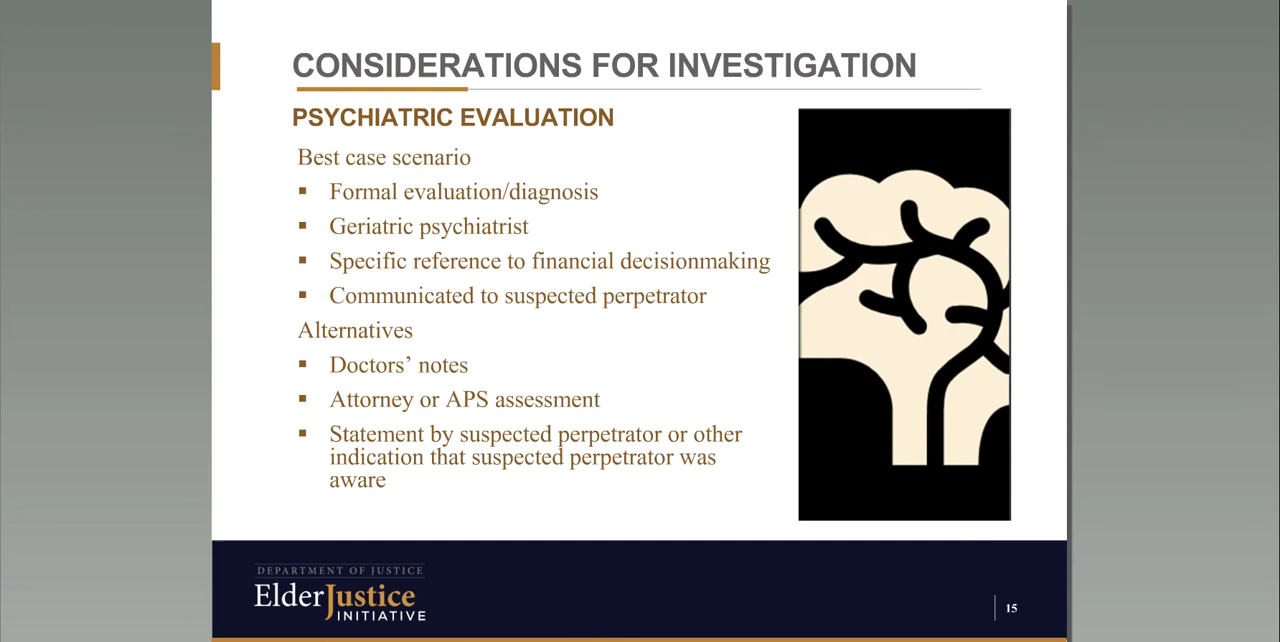 CONSIDERATIONS FOR INVESTIGATION
PSYCHIATRIC EVALUATION
Best case scenario
▪ Formal evaluation/diagnosis
▪ Geriatric psychiatrist
▪ Specific reference to financial decisionmaking
▪ Communicated to suspected perpetrator
Alternatives
▪ Doctors’ notes
▪ Attorney or APS assessment
▪ Statement by suspected perpetrator or other
indication that suspected perpetrator was
aware
DEPARTMENT OF JUSTICE
ElderJustice
INITIATIVE
15